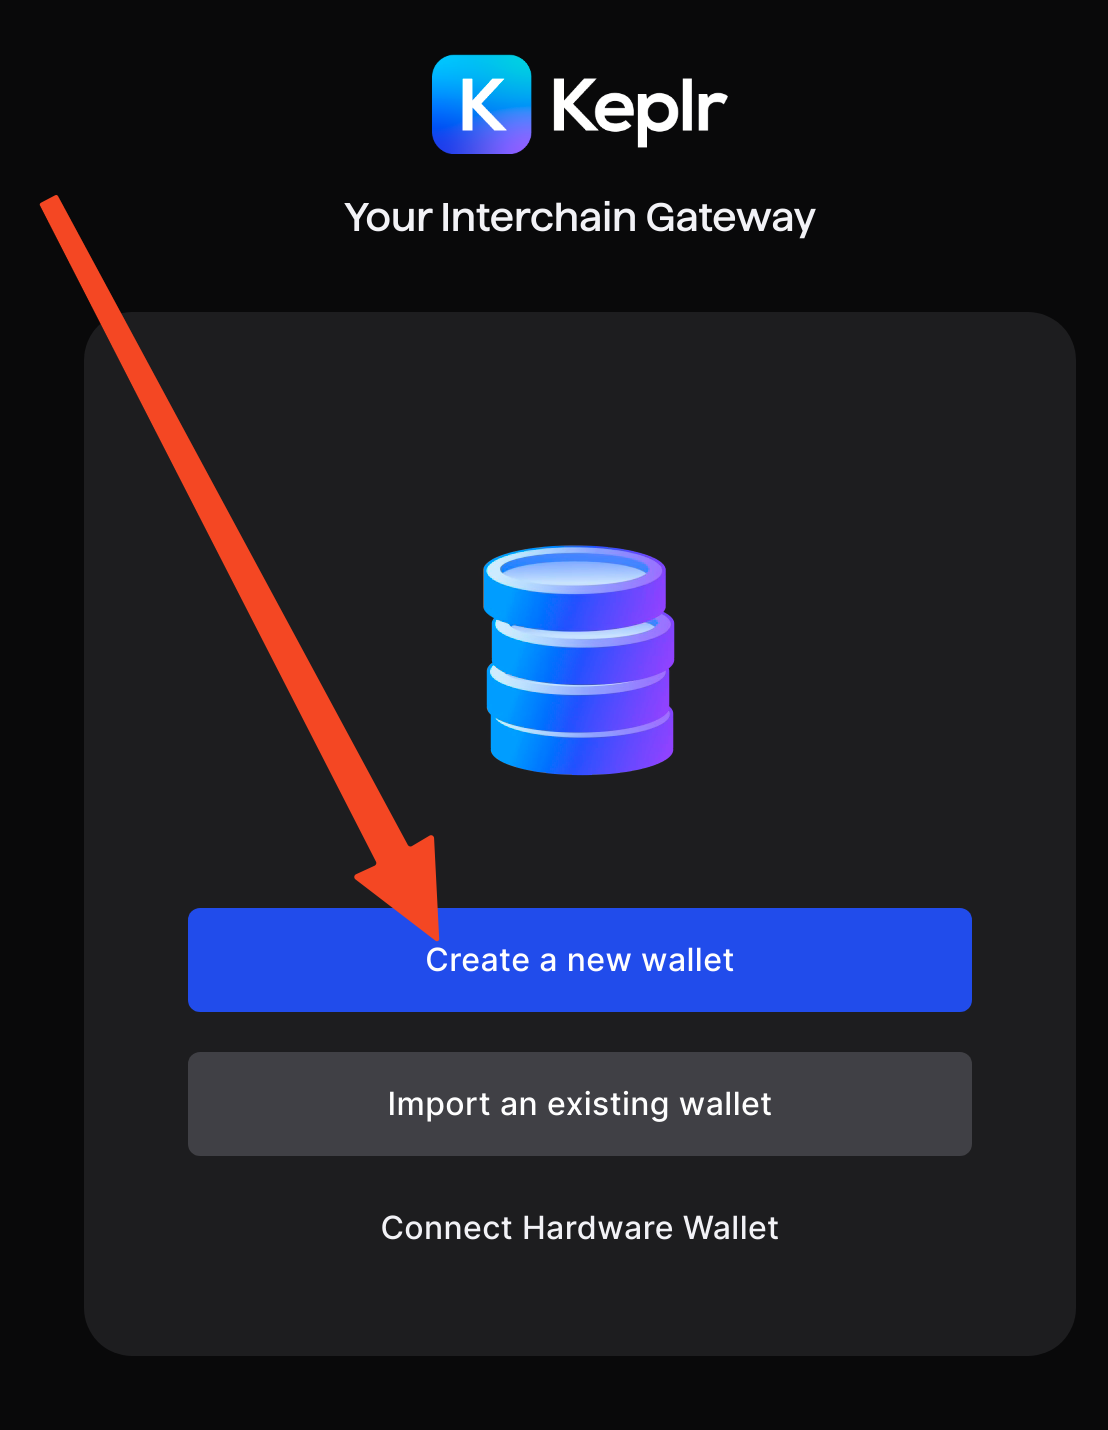 K Keplr
Your Interchain Gateway
Create a new wallet
Import an existing wallet
Connect Hardware Wallet